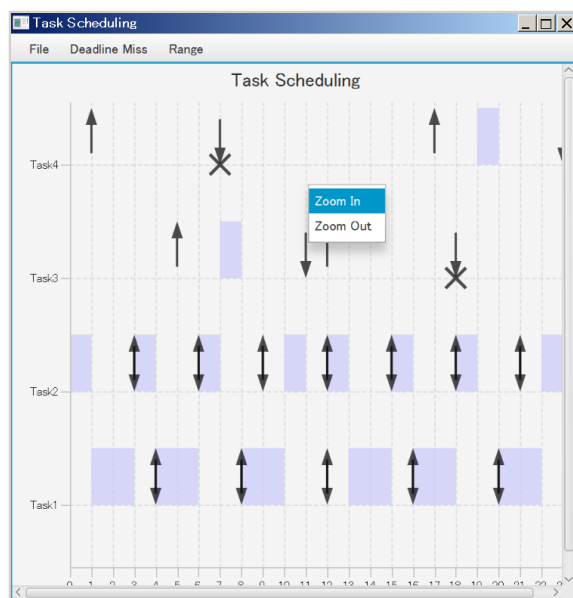 Task Scheduling
File Deadline Miss Range
Task Scheduling
Task4
Zoom In
Zoom Out
Task3
Task2
Task1
0 1 2 3 4 5 6 7 8 9 10 11 12 13 14 15 16 17 18 19 20 21 22